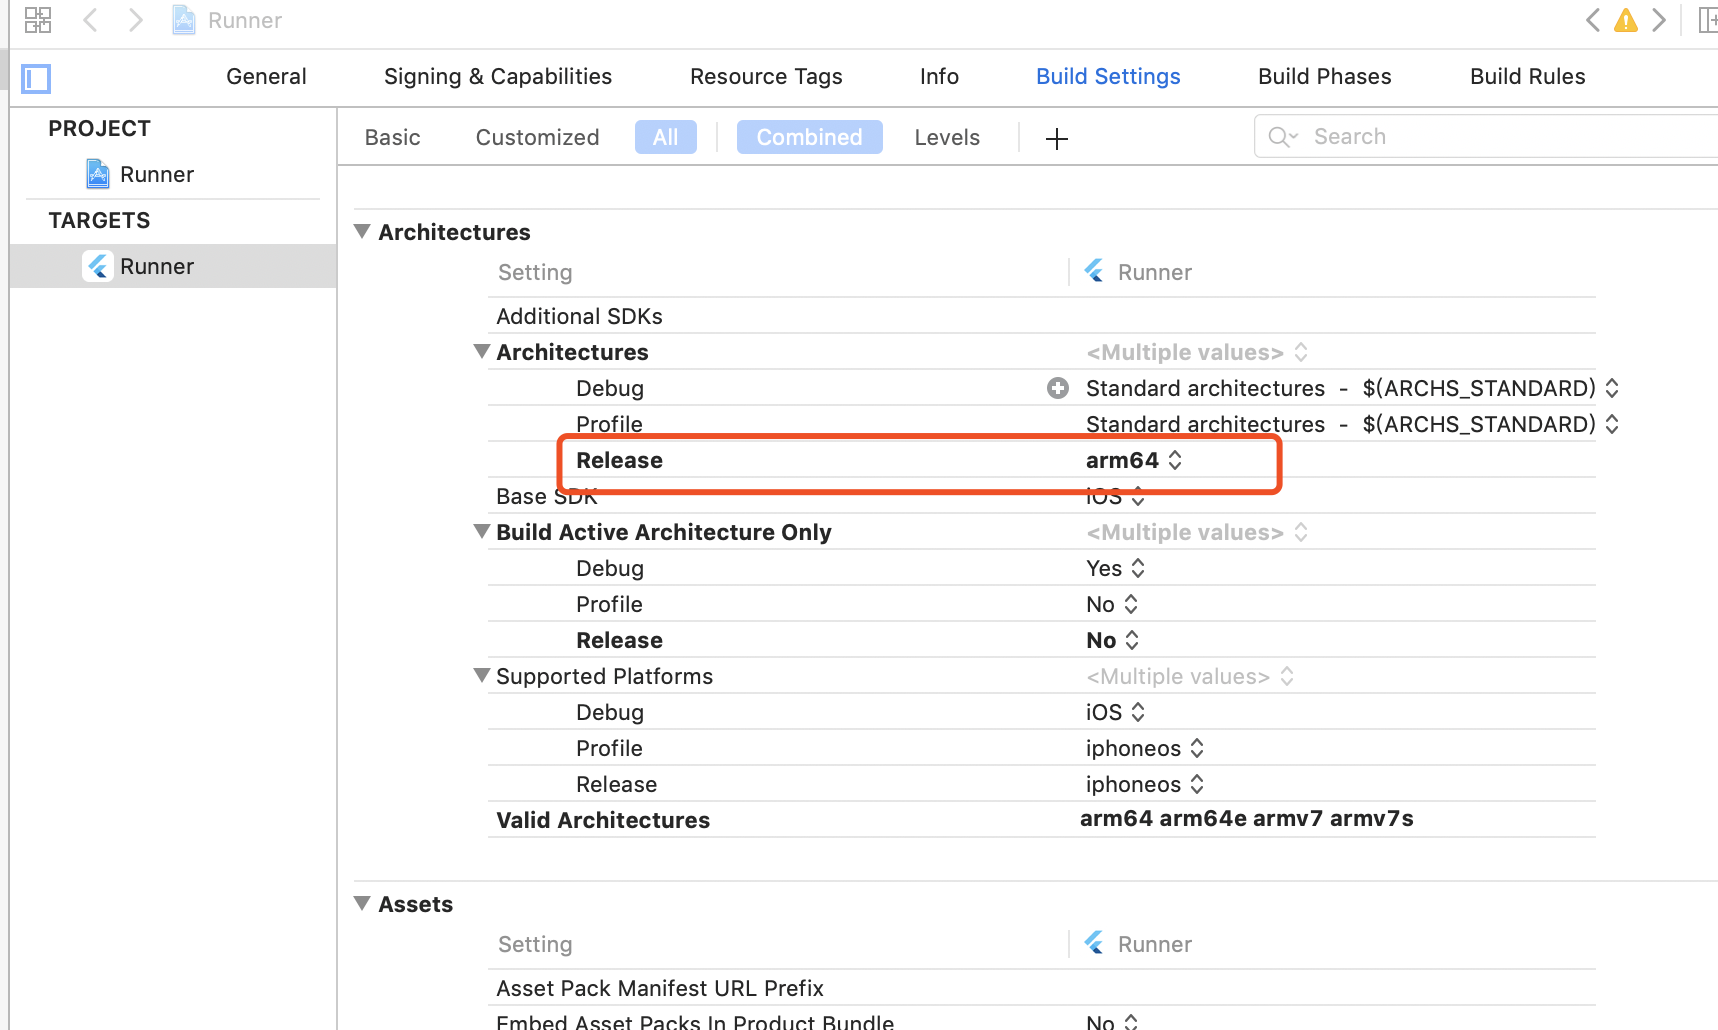 Runner
General Signing & Capabilities Resource Tags Info Build Settings Build Phases Build Rules
PROJECT
Runner
TARGETS
Runner
Basic Customized All Combined Levels Search
Architectures
Setting Runner
Additional SDKs
Architectures <Multiple values>
Debug Standard architectures - $(ARCHS_STANDARD)
Profile Standard architectures - $(ARCHS_STANDARD)
Release arm64
Base SDK iOS
Build Active Architecture Only <Multiple values>
Debug Yes
Profile No
Release No
Supported Platforms <Multiple values>
Debug iOS
Profile iphoneos
Release iphoneos
Valid Architectures arm64 arm64e armv7 armv7s
Assets
Setting Runner
Asset Pack Manifest URL Prefix
Embed Asset Packs In Product Bundle No